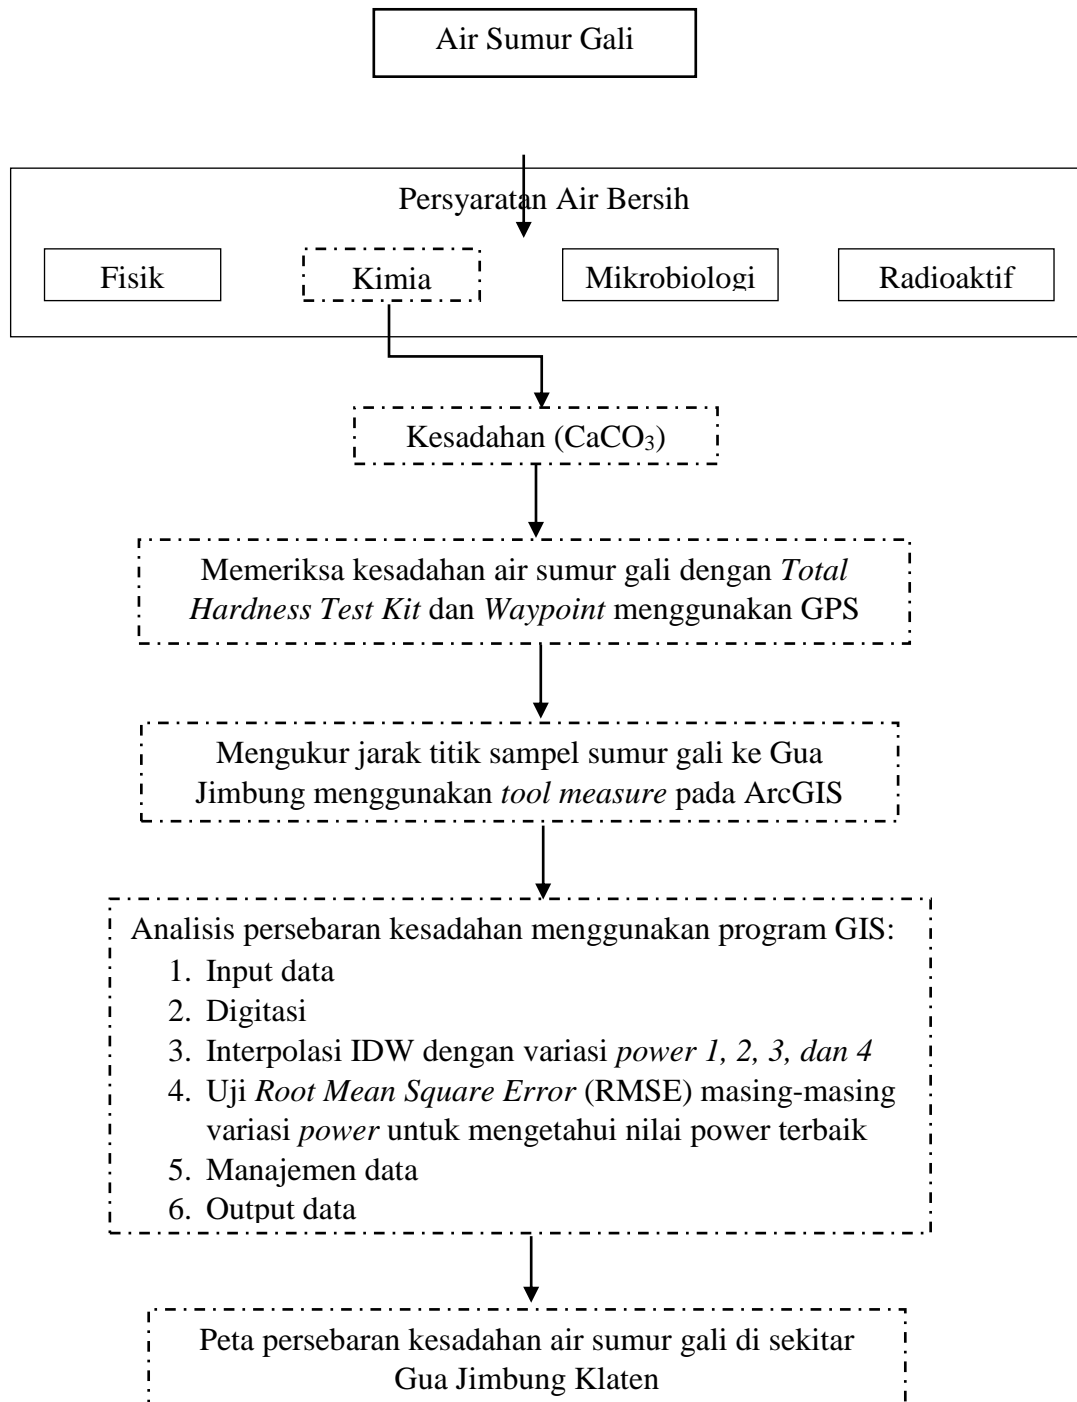 Air Sumur Gali
Persyaratan Air Bersih
Fisik
Kimia
Mikrobiologi
Radioaktif
Kesadahan (CaCO₃)
Memeriksa kesadahan air sumur gali dengan Total
Hardness Test Kit dan Waypoint menggunakan GPS
Mengukur jarak titik sampel sumur gali ke Gua
Jimbung menggunakan tool measure pada ArcGIS
Analisis persebaran kesadahan menggunakan program GIS:
1. Input data
2. Digitasi
3. Interpolasi IDW dengan variasi power 1, 2, 3, dan 4
4. Uji Root Mean Square Error (RMSE) masing-masing
variasi power untuk mengetahui nilai power terbaik
5. Manajemen data
6. Output data
Peta persebaran kesadahan air sumur gali di sekitar
Gua Jimbung Klaten